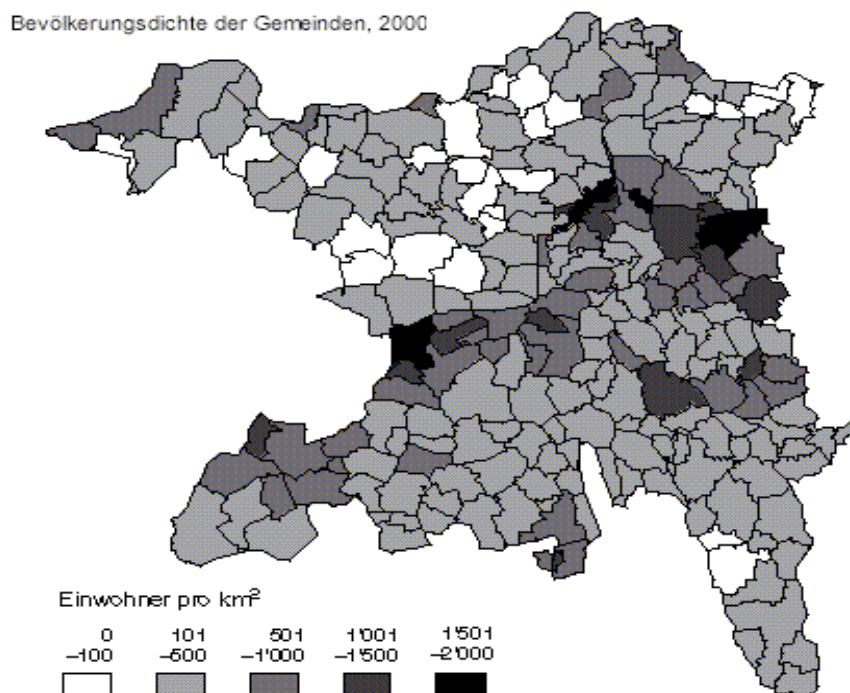 Bevölkerungsdichte der Gemeinden, 2000
Einwohner pro km²
0 101 501 1'001 1'501
–100 –500 –1'000 –1'500 –2'000